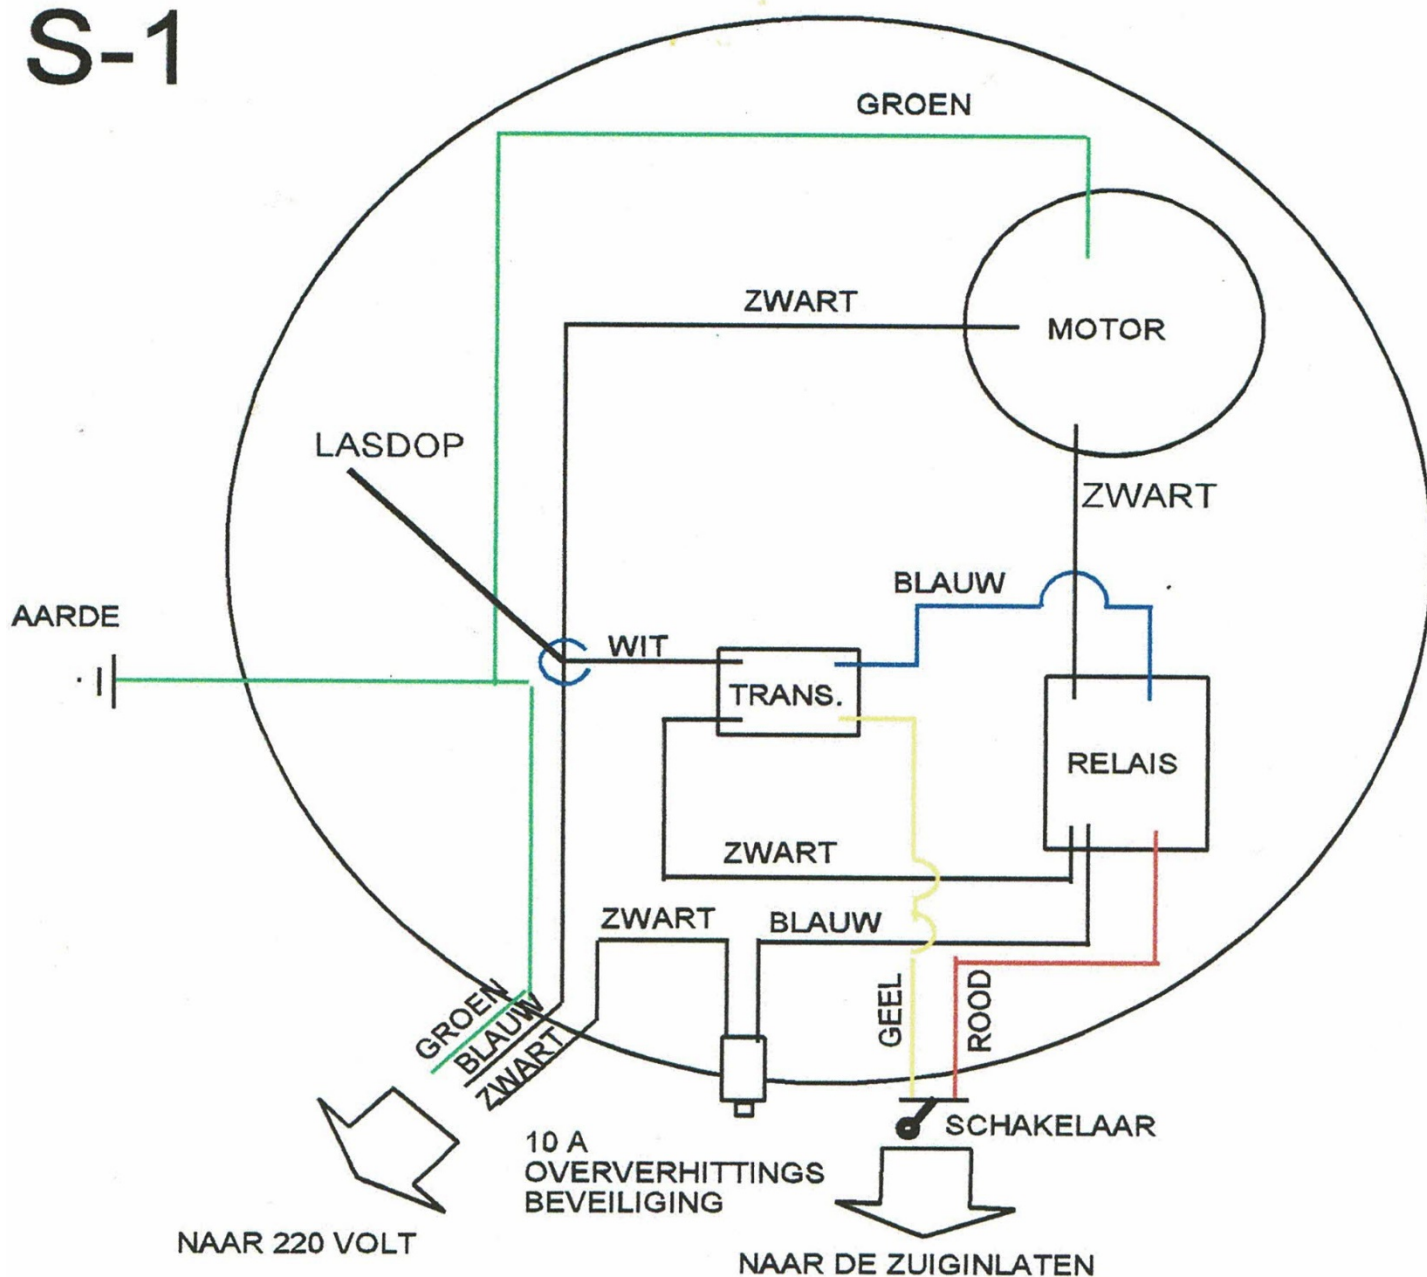 S-1
GROEN
ZWART
MOTOR
LASDOP
ZWART
BLAUW
AARDE
WIT
TRANS.
RELAIS
ZWART
ZWART
BLAUW
GEEL
ROOD
GROEN
BLAUW
ZWART
SCHAKELAAR
10 A
OVERVERHITTINGS
BEVEILIGING
NAAR 220 VOLT
NAAR DE ZUIGINLATEN